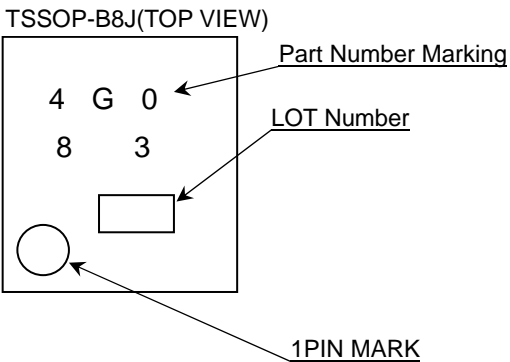 TSSOP-B8J(TOP VIEW)
Part Number Marking
4 G 0
LOT Number
8 3
1PIN MARK